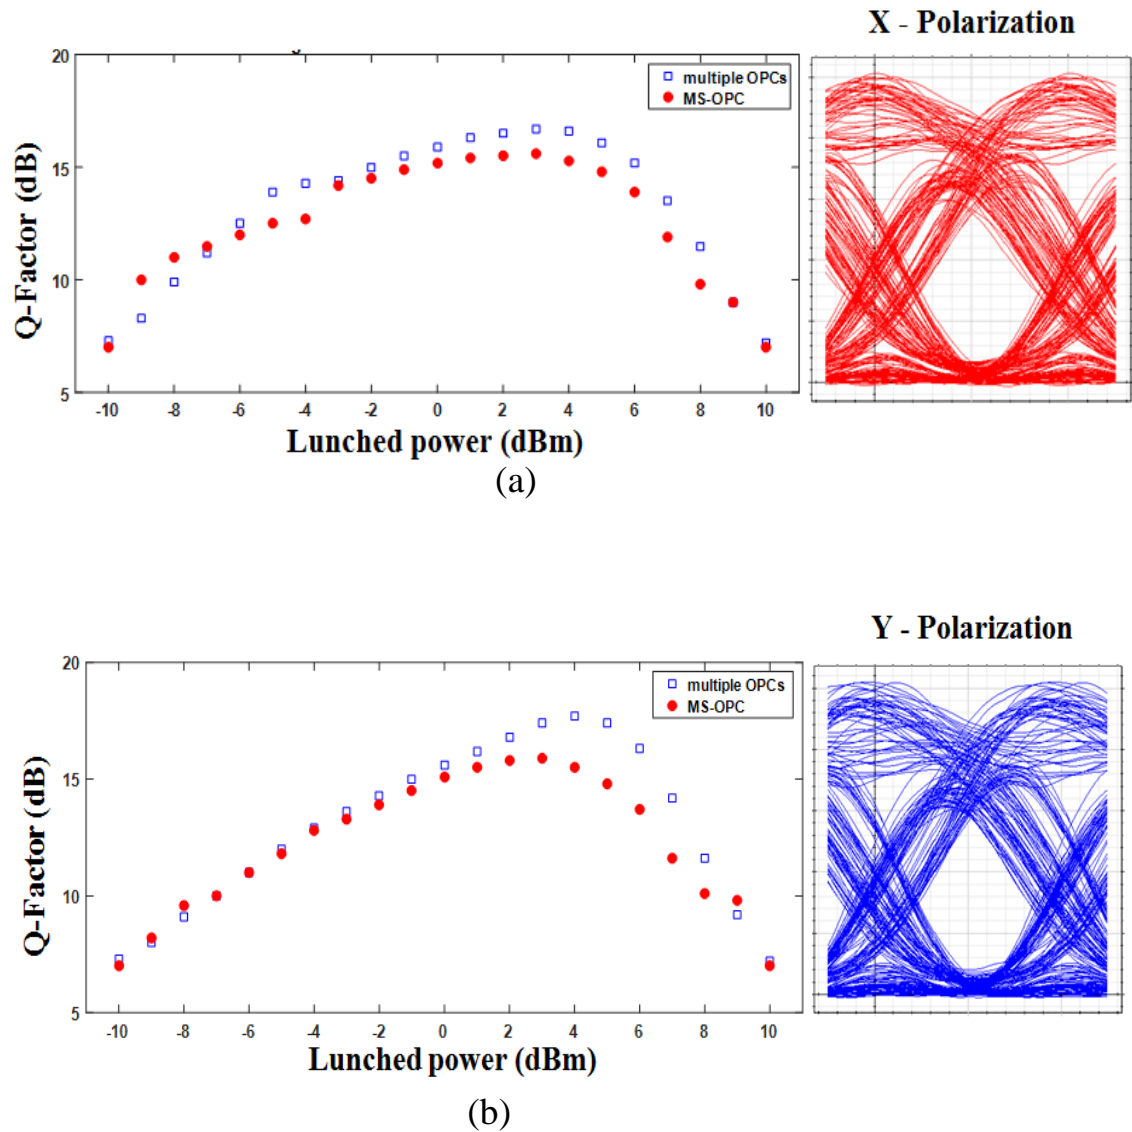 X - Polarization
20
15
10
5
Q-Factor (dB)
multiple OPCs
MS-OPC
-10 -8 -6 -4 -2 0 2 4 6 8 10
Lunched power (dBm)
(a)
Y - Polarization
20
15
10
5
Q-Factor (dB)
multiple OPCs
MS-OPC
-10 -8 -6 -4 -2 0 2 4 6 8 10
Lunched power (dBm)
(b)